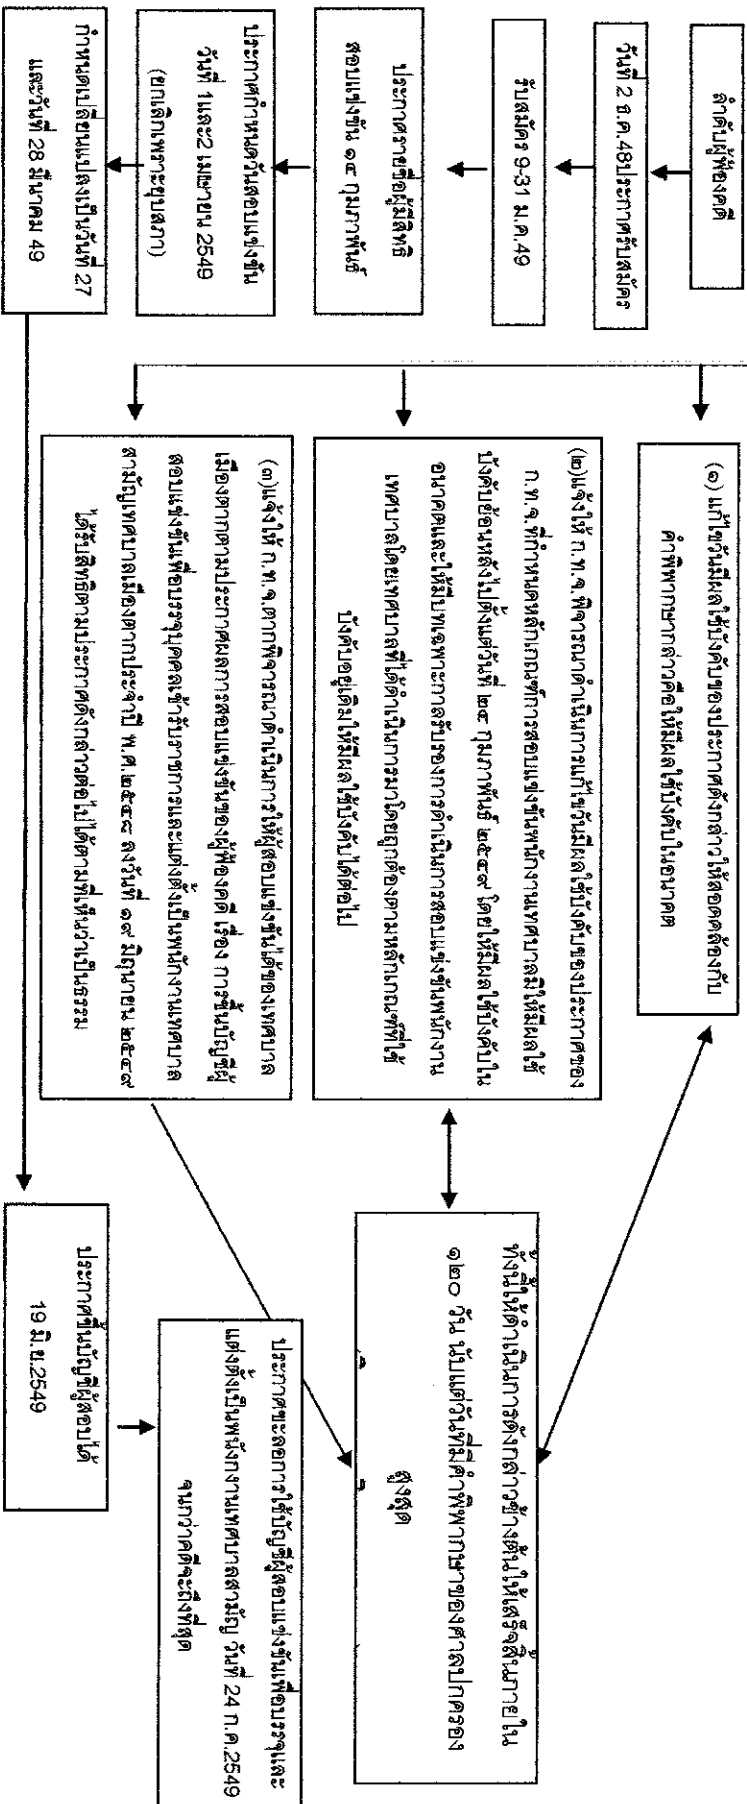 ลำดับผู้ฟ้องคดี
วันที่ 2 ธ.ค.48ประกาศรับสมัคร
รับสมัคร 9-31 ม.ค.49
ประกาศรายชื่อผู้มีสิทธิ
สอบแข่งขัน ๑๔ กุมภาพันธ์
ประกาศกำหนดวันสอบแข่งขัน
วันที่ 1และ2 เมษายน 2549
(ยกเลิกเพราะยุบสภา)
กำหนดเปลี่ยนแปลงเป็นวันที่ 27
และวันที่ 28 มีนาคม 49
(๑) แก้ไขวันมีผลใช้บังคับของประกาศดังกล่าวให้สอดคล้องกับ
คำพิพากษากล่าวคือให้มีผลใช้บังคับในอนาคต
(๒)แจ้งให้ ก.ท.จ.พิจารณาดำเนินการแก้ไขวันมีผลใช้บังคับของประกาศของ
ก.ท.จ.ที่กำหนดหลักเกณฑ์การสอบแข่งขันพนักงานเทศบาลมิให้มีผลใช้
บังคับย้อนหลังไปตั้งแต่วันที่ ๒๔ กุมภาพันธ์ ๒๕๔๙ โดยให้มีผลใช้บังคับใน
อนาคตและให้มีบทเฉพาะกาลรับรองการดำเนินการสอบแข่งขันพนักงาน
เทศบาลโดยเทศบาลที่ได้ดำเนินการมาโดยถูกต้องตามหลักเกณฑ์ที่ใช้
บังคับอยู่เดิมให้มีผลใช้บังคับได้ต่อไป
(๓)แจ้งให้ ก.ท.จ.ตากพิจารณาดำเนินการให้ผู้สอบแข่งขันได้ของเทศบาล
เมืองตากตามประกาศผลการสอบแข่งขันของผู้ฟ้องคดี เรื่อง การขึ้นบัญชีผู้
สอบแข่งขันเพื่อบรรจุบุคคลเข้ารับราชการและแต่งตั้งเป็นพนักงานเทศบาล
สามัญเทศบาลเมืองตากประจำปี พ.ศ.๒๕๔๘ ลงวันที่ ๑๙ มิถุนายน ๒๕๔๙
ได้รับสิทธิตามประกาศดังกล่าวต่อไปได้ตามที่เห็นว่าเป็นธรรม
ทั้งนี้ให้ดำเนินการดังกล่าวข้างต้นให้เสร็จสิ้นภายใน
๑๒๐ วัน นับแต่วันที่มีคำพิพากษาของศาลปกครอง
สูงสุด
ประกาศชะลอการใช้บัญชีผู้สอบแข่งขันเพื่อบรรจุและ
แต่งตั้งเป็นพนักงานเทศบาลสามัญ วันที่ 24 ก.ค.2549
จนกว่าคดีจะถึงที่สุด
ประกาศขึ้นบัญชีผู้สอบได้
19 มิ.ย.2549